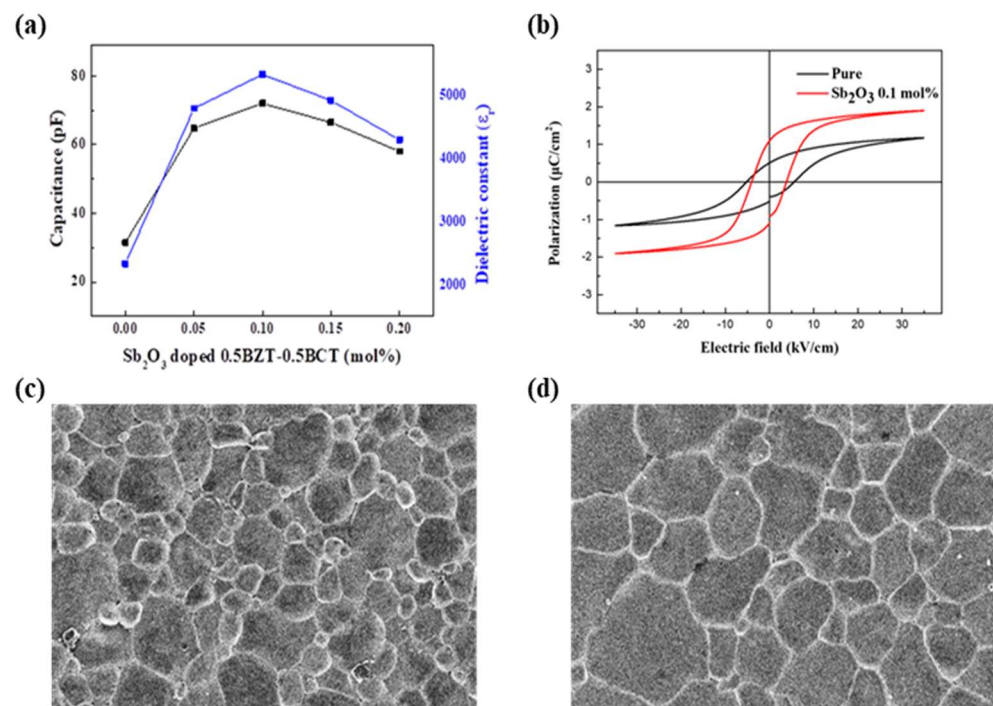 (a)
80
60
40
20
Capacitance (pF)
5000
4000
3000
2000
Dielectric constant (εr)
0.00 0.05 0.10 0.15 0.20
Sb2O3 doped 0.5BZT-0.5BCT (mol%)
(b)
Pure
Sb2O3 0.1 mol%
3
2
1
0
-1
-2
-3
Polarization (μC/cm²)
-30 -20 -10 0 10 20 30
Electric field (kV/cm)
(c)
(d)